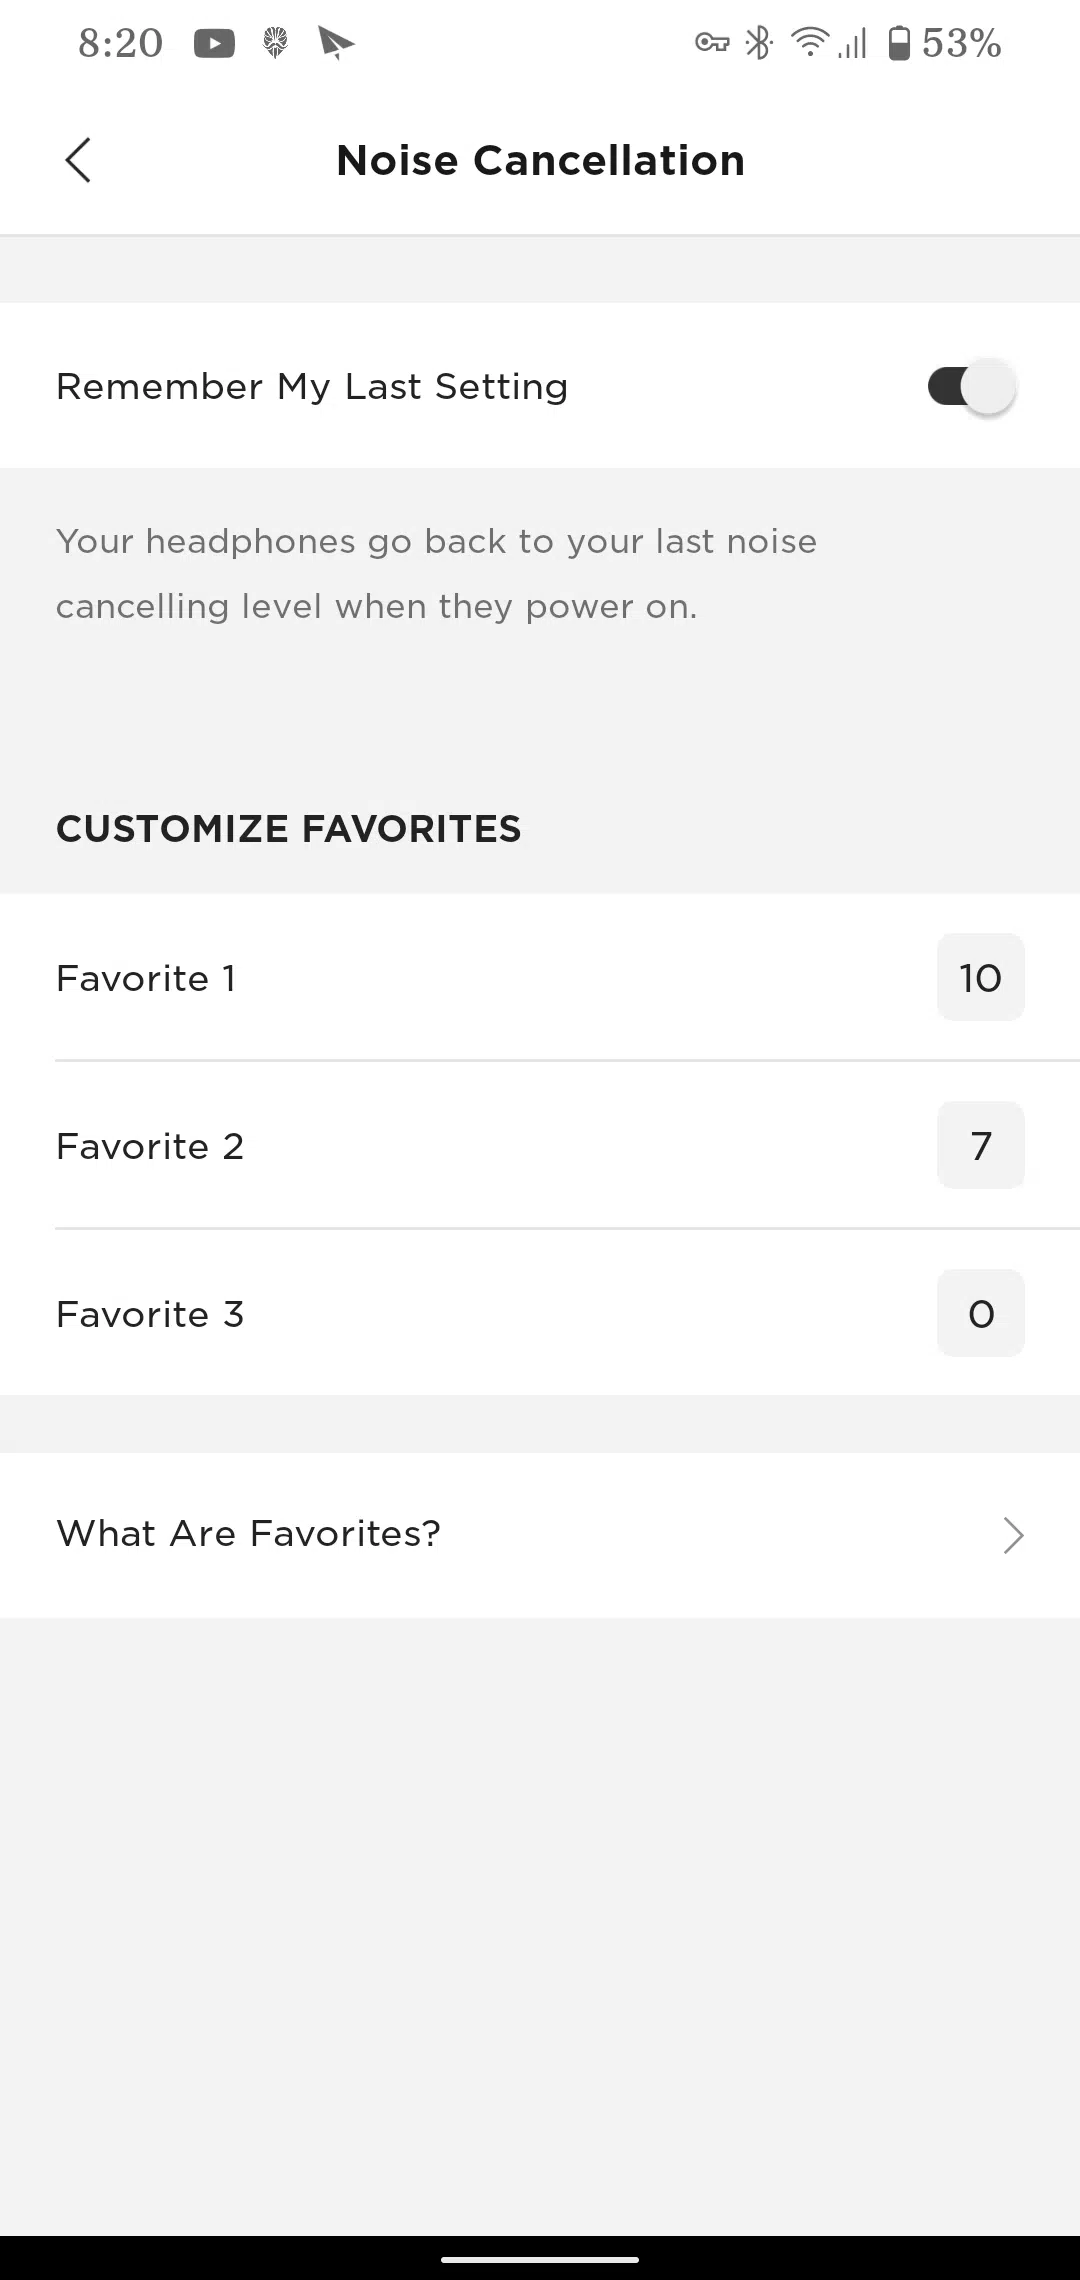 8:20 53%
Noise Cancellation
Remember My Last Setting
Your headphones go back to your last noise
cancelling level when they power on.
CUSTOMIZE FAVORITES
Favorite 1 10
Favorite 2 7
Favorite 3 0
What Are Favorites?